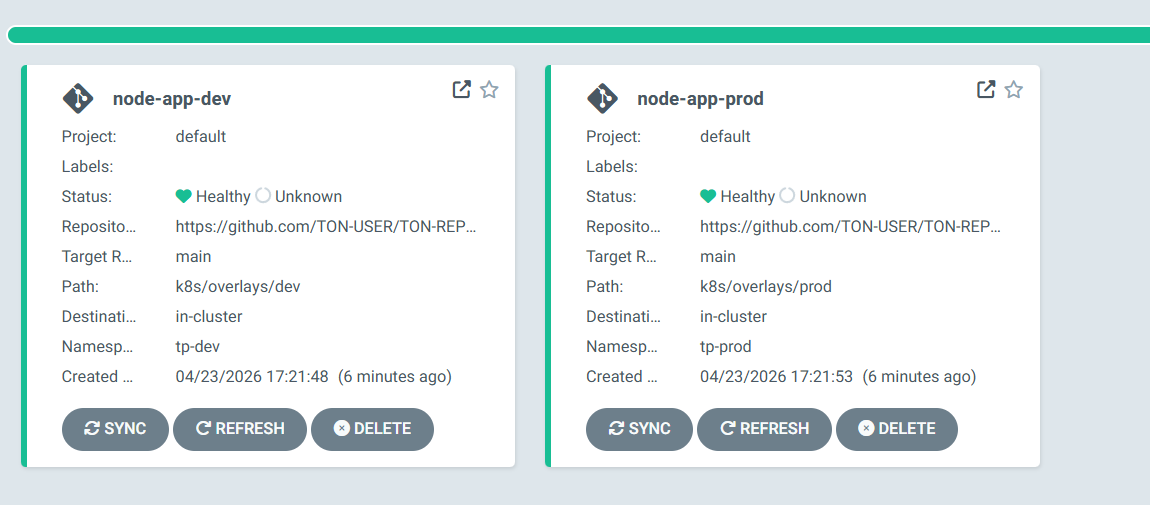 node-app-dev
Project: default
Labels:
Status: Healthy Unknown
Reposito... https://github.com/TON-USER/TON-REP...
Target R... main
Path: k8s/overlays/dev
Destinati... in-cluster
Namesp... tp-dev
Created ... 04/23/2026 17:21:48 (6 minutes ago)
SYNC REFRESH DELETE
node-app-prod
Project: default
Labels:
Status: Healthy Unknown
Reposito... https://github.com/TON-USER/TON-REP...
Target R... main
Path: k8s/overlays/prod
Destinati... in-cluster
Namesp... tp-prod
Created ... 04/23/2026 17:21:53 (6 minutes ago)
SYNC REFRESH DELETE